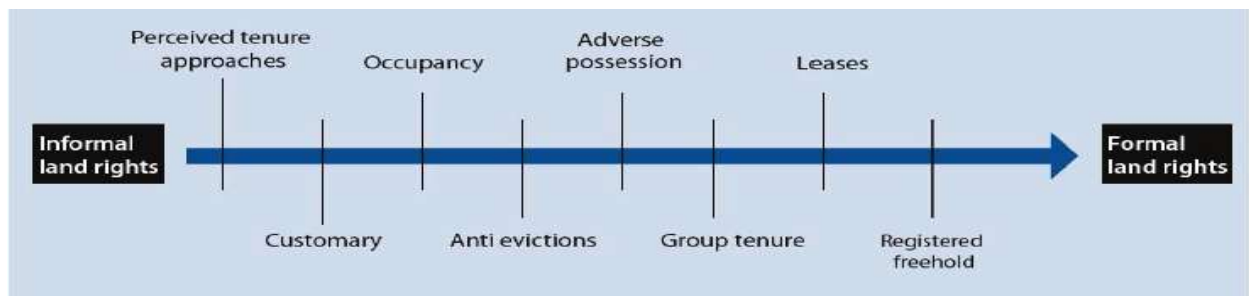 Perceived tenure
approaches
Occupancy
Adverse
possession
Leases
Informal
land rights
Formal
land rights
Customary
Anti evictions
Group tenure
Registered
freehold